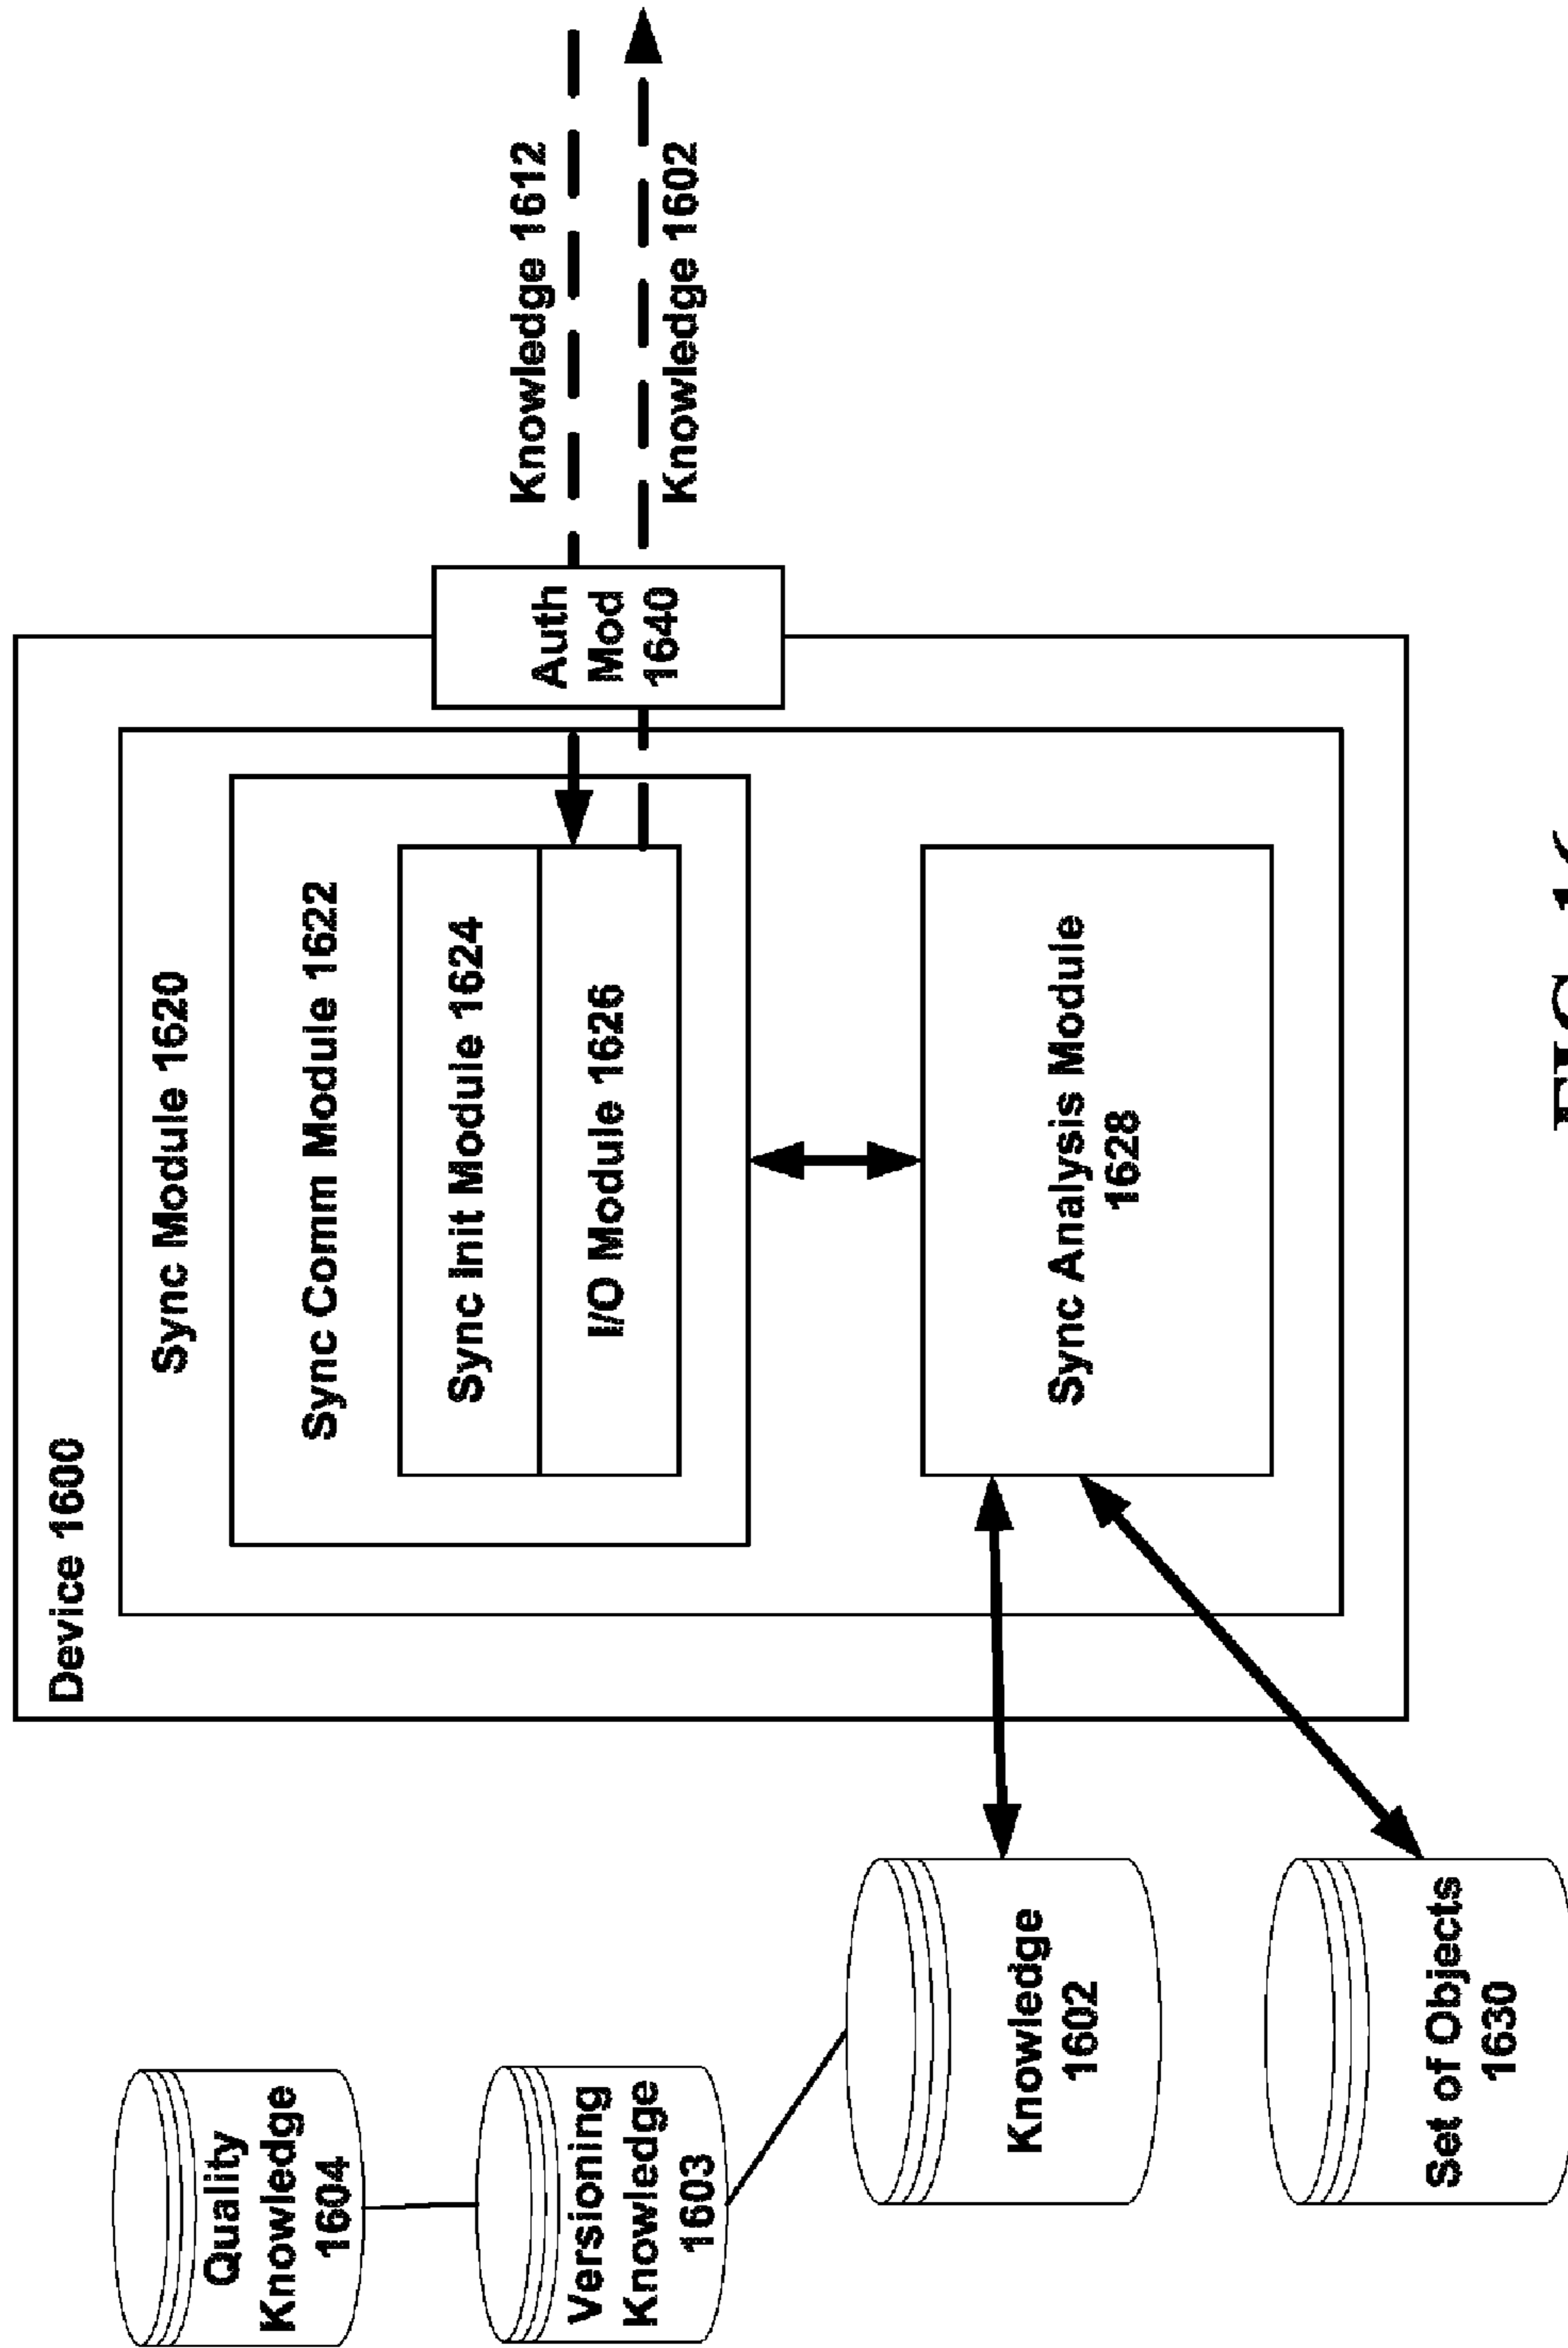 Device 1600
Sync Module 1620
Sync Comm Module 1622
Sync Init Module 1624
I/O Module 1626
Sync Analysis Module
1628
Auth
Mod
1640
Knowledge 1612
Knowledge 1602
Quality
Knowledge
1604
Versioning
Knowledge
1603
Knowledge
1602
Set of Objects
1630